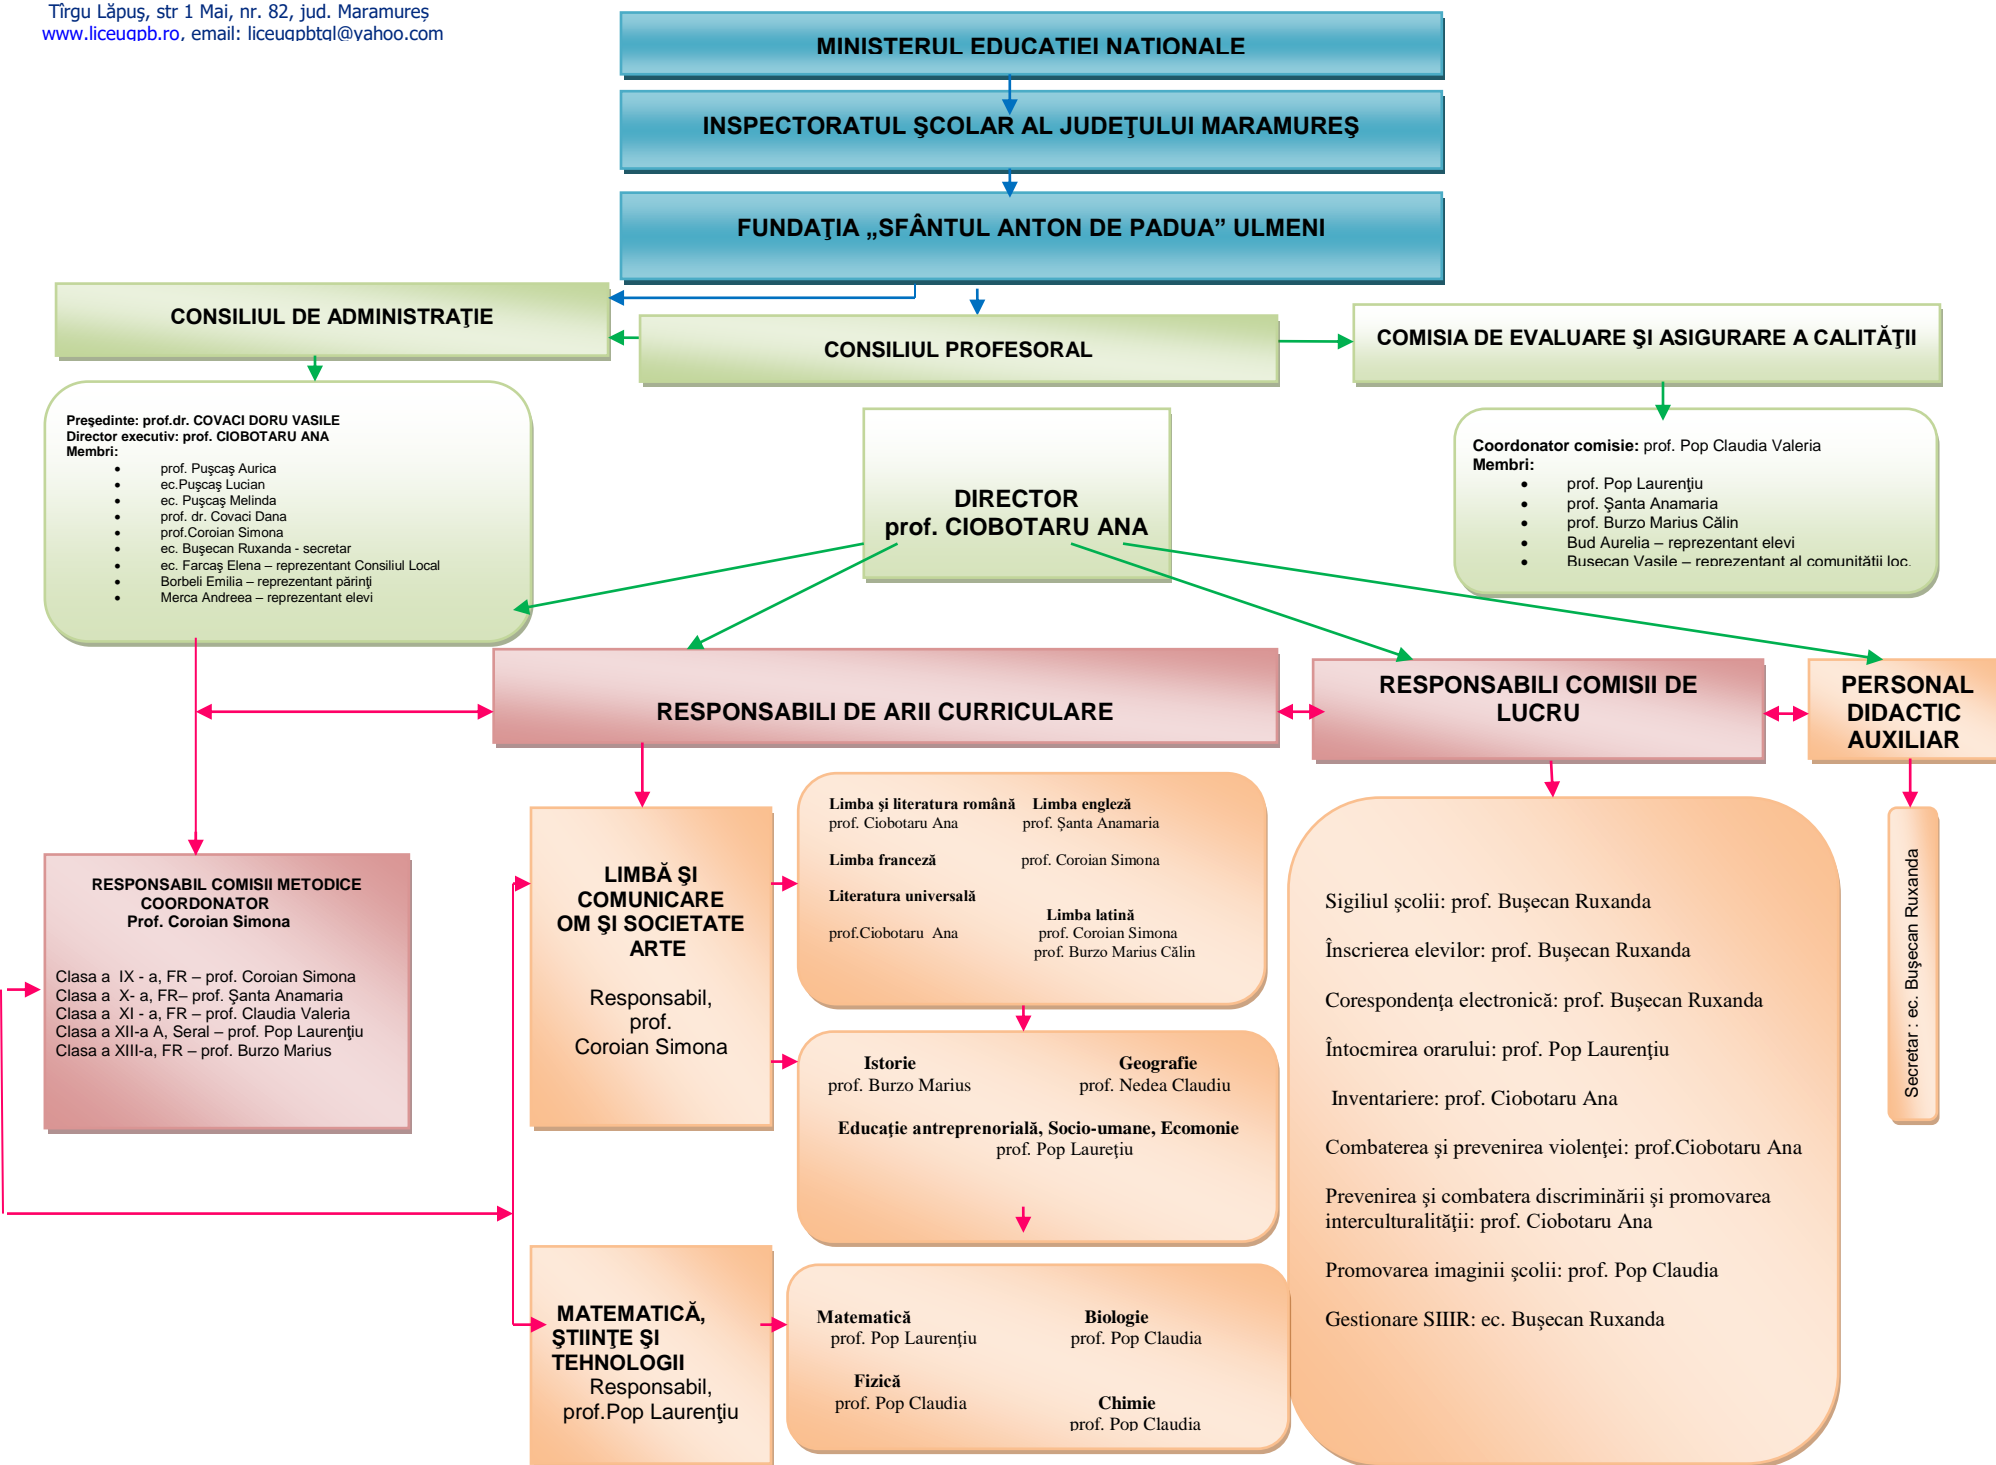 Tîrgu Lăpuş, str 1 Mai, nr. 82, jud. Maramureș
www.liceugpb.ro, email: liceugpbtgl@yahoo.com
MINISTERUL EDUCATIEI NATIONALE
INSPECTORATUL ŞCOLAR AL JUDEŢULUI MARAMUREŞ
FUNDAŢIA „SFÂNTUL ANTON DE PADUA” ULMENI
CONSILIUL DE ADMINISTRAŢIE
CONSILIUL PROFESORAL
COMISIA DE EVALUARE ŞI ASIGURARE A CALITĂŢII
Preşedinte: prof.dr. COVACI DORU VASILE
Director executiv: prof. CIOBOTARU ANA
Membri:
• prof. Puşcaş Aurica
• ec.Puşcaş Lucian
• ec. Puşcaş Melinda
• prof. dr. Covaci Dana
• prof.Coroian Simona
• ec. Buşecan Ruxanda - secretar
• ec. Farcaş Elena – reprezentant Consiliul Local
• Borbeli Emilia – reprezentant părinţi
• Merca Andreea – reprezentant elevi
DIRECTOR
prof. CIOBOTARU ANA
Coordonator comisie: prof. Pop Claudia Valeria
Membri:
• prof. Pop Laurenţiu
• prof. Şanta Anamaria
• prof. Burzo Marius Călin
• Bud Aurelia – reprezentant elevi
• Buşecan Vasile – reprezentant al comunităţii loc.
RESPONSABILI DE ARII CURRICULARE
RESPONSABILI COMISII DE
LUCRU
PERSONAL
DIDACTIC
AUXILIAR
RESPONSABIL COMISII METODICE
COORDONATOR
Prof. Coroian Simona
Clasa a IX - a, FR – prof. Coroian Simona
Clasa a X- a, FR– prof. Şanta Anamaria
Clasa a XI - a, FR – prof. Claudia Valeria
Clasa a XII-a A, Seral – prof. Pop Laurenţiu
Clasa a XIII-a, FR – prof. Burzo Marius
LIMBĂ ŞI
COMUNICARE
OM ŞI SOCIETATE
ARTE
Responsabil,
prof.
Coroian Simona
Limba şi literatura română Limba engleză
prof. Ciobotaru Ana prof. Şanta Anamaria
Limba franceză prof. Coroian Simona
Literatura universală
Limba latină
prof.Ciobotaru Ana prof. Coroian Simona
prof. Burzo Marius Călin
Istorie Geografie
prof. Burzo Marius prof. Nedea Claudiu
Educaţie antreprenorială, Socio-umane, Ecomonie
prof. Pop Laureţiu
MATEMATICĂ,
ŞTIINŢE ŞI
TEHNOLOGII
Responsabil,
prof.Pop Laurenţiu
Matematică Biologie
prof. Pop Laurenţiu prof. Pop Claudia
Fizică
prof. Pop Claudia Chimie
prof. Pop Claudia
Sigiliul şcolii: prof. Buşecan Ruxanda
Înscrierea elevilor: prof. Buşecan Ruxanda
Corespondenţa electronică: prof. Buşecan Ruxanda
Întocmirea orarului: prof. Pop Laurenţiu
Inventariere: prof. Ciobotaru Ana
Combaterea şi prevenirea violenţei: prof.Ciobotaru Ana
Prevenirea şi combatera discriminării şi promovarea
interculturalităţii: prof. Ciobotaru Ana
Promovarea imaginii şcolii: prof. Pop Claudia
Gestionare SIIIR: ec. Buşecan Ruxanda
Secretar : ec. Buşecan Ruxanda